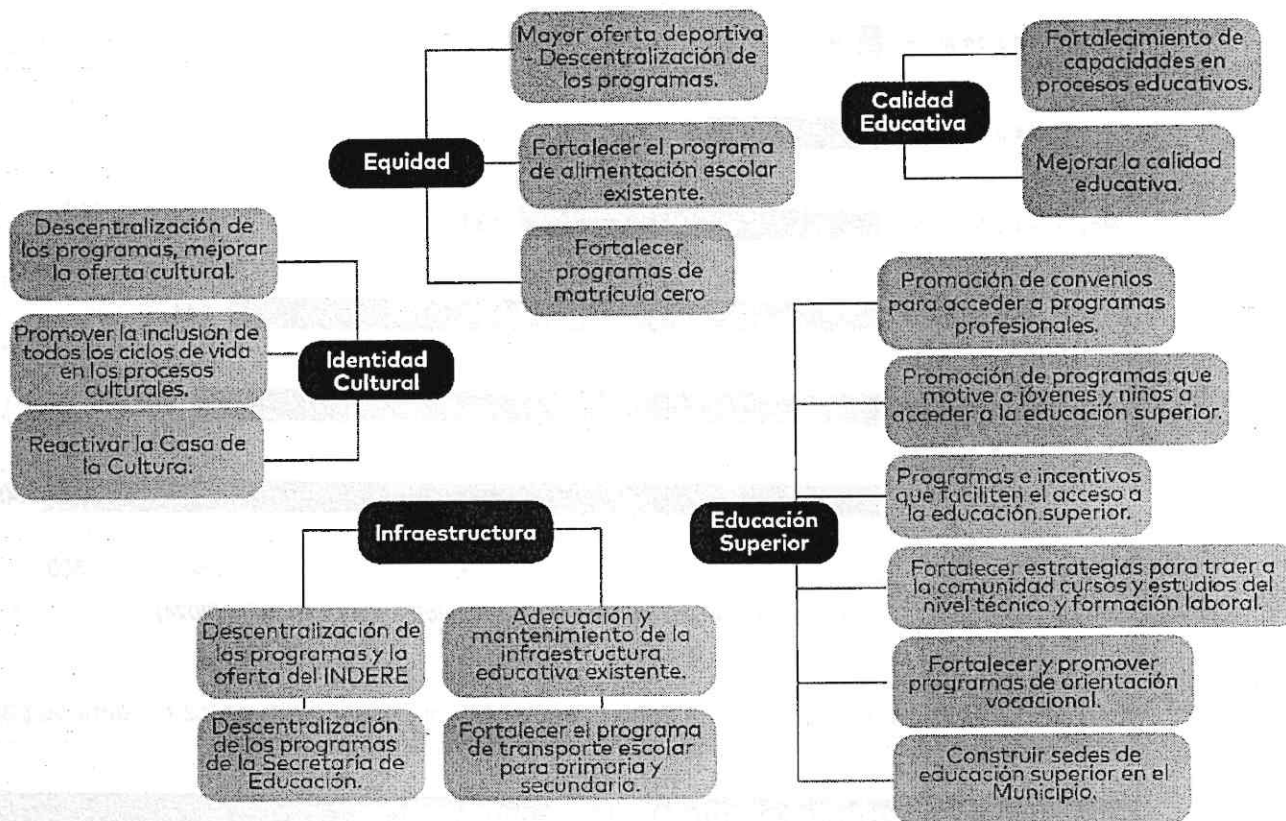 Mayor oferta deportiva
- Descentralización de
los programas.
Equidad
Fortalecer el programa
de alimentación escolar
existente.
Fortalecer
programas de
matrícula cero
Calidad
Educativa
Fortalecimiento de
capacidades en
procesos educativos.
Mejorar la calidad
educativa.
Descentralización de
los programas, mejorar
la oferta cultural.
Promover la inclusión de
todos los ciclos de vida
en los procesos
culturales.
Identidad
Cultural
Reactivar la Casa de
la Cultura.
Infraestructura
Descentralización de
los programas y la
oferta del INDERE
Adecuación y
mantenimiento de la
infraestructura
educativa existente.
Descentralización
de los programas
de la Secretaría de
Educación.
Fortalecer el programa
de transporte escolar
para primaria y
secundaria.
Promoción de convenios
para acceder a programas
profesionales.
Promoción de programas que
motive a jóvenes y niños a
acceder a la educación superior.
Programas e incentivos
que faciliten el acceso a
la educación superior.
Educación
Superior
Fortalecer estrategias para traer a
la comunidad cursos y estudios del
nivel técnico y formación laboral.
Fortalecer y promover
programas de orientación
vocacional.
Construir sedes de
educación superior en el
Municipio.